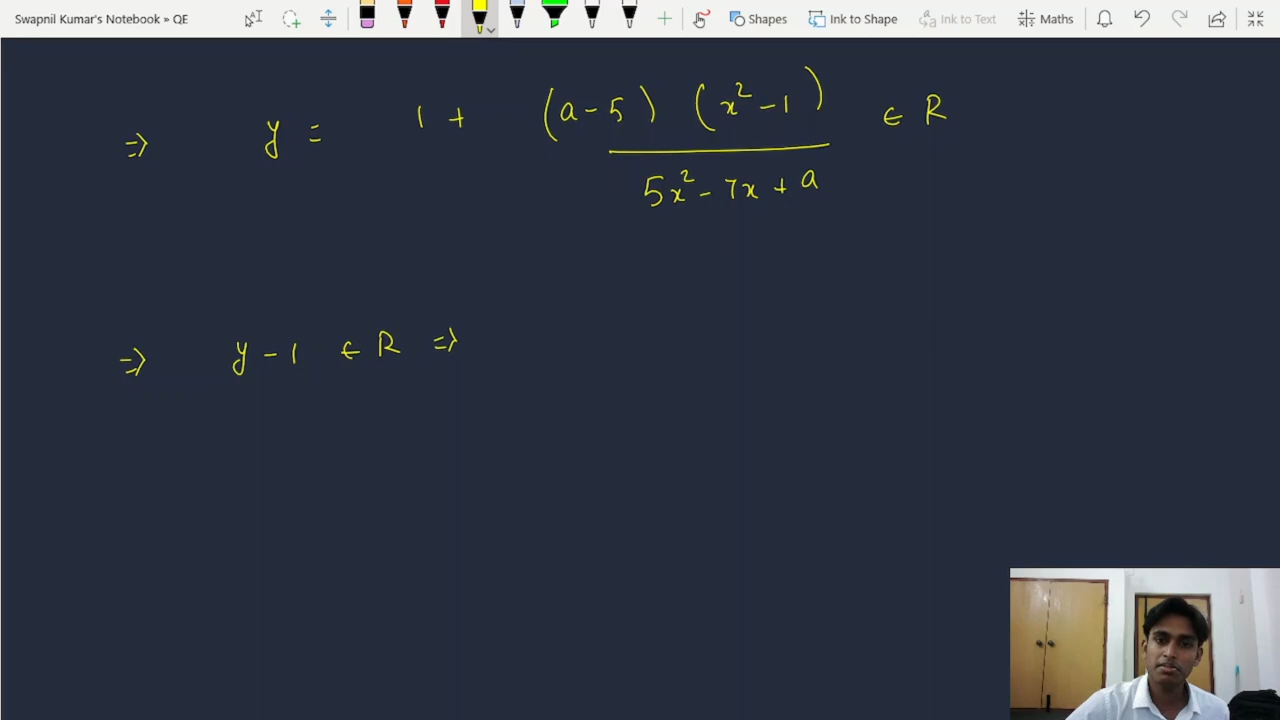 Swapnil Kumar's Notebook » QE
Shapes
Ink to Shape
Ink to Text
Maths
⇒ y = 1 + (a-5) (x²-1) / 5x² - 7x + a ∈ R
⇒ y - 1 ∈ R ⇒